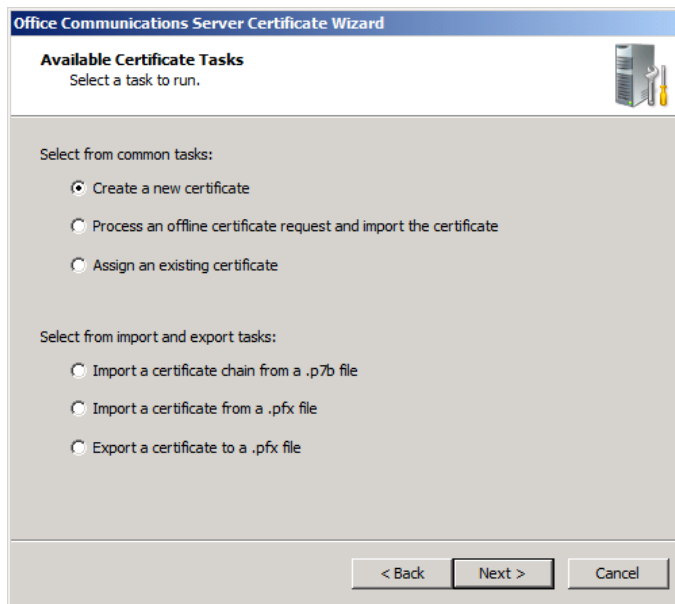 Office Communications Server Certificate Wizard
Available Certificate Tasks
Select a task to run.
Select from common tasks:
Create a new certificate
Process an offline certificate request and import the certificate
Assign an existing certificate
Select from import and export tasks:
Import a certificate chain from a .p7b file
Import a certificate from a .pfx file
Export a certificate to a .pfx file
< Back Next > Cancel